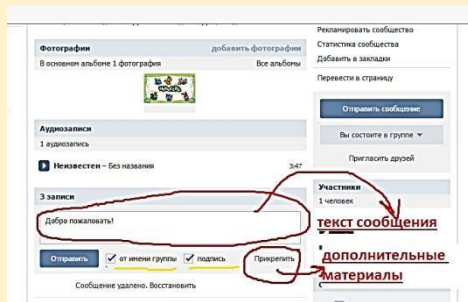 Рекламировать сообщество
Фотографии
добавить фотографии
Статистика сообщества
В основном альбоме 1 фотография
Все альбомы
Добавить в закладки
Перевести в страницу
Отправить сообщение
Аудиозаписи
1 аудиозапись
Вы состоите в группе
Неизвестен – Без названия
3:47
Пригласить друзей
3 записи
Участники
1 человек
Добро пожаловать!
текст сообщения
Отправить
от имени группы
подпись
Прикрепить
дополнительные
материалы
Сообщение удалено. Восстановить